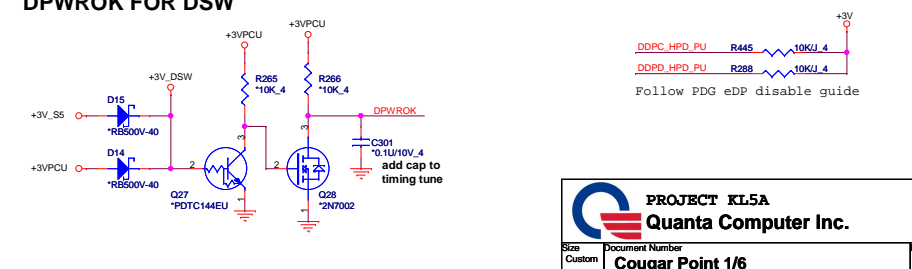 DPWROK FOR DSW
+3VPCU
+3VPCU
+3V_DSW
R265
*10K_4
R266
*10K_4
D15
+3V_S5
*RB500V-40
D14
+3VPCU
*RB500V-40
2
3
1
Q27
*PDTC144EU
2
3
1
Q28
*2N7002
DPWROK
C301
*0.1U/10V_4
add cap to
timing tune
+3V
DDPC_HPD_PU R445 10K/J_4
DDPD_HPD_PU R288 10K/J_4
Follow PDG eDP disable guide
PROJECT KL5A
Quanta Computer Inc.
Size Document Number
Custom Cougar Point 1/6